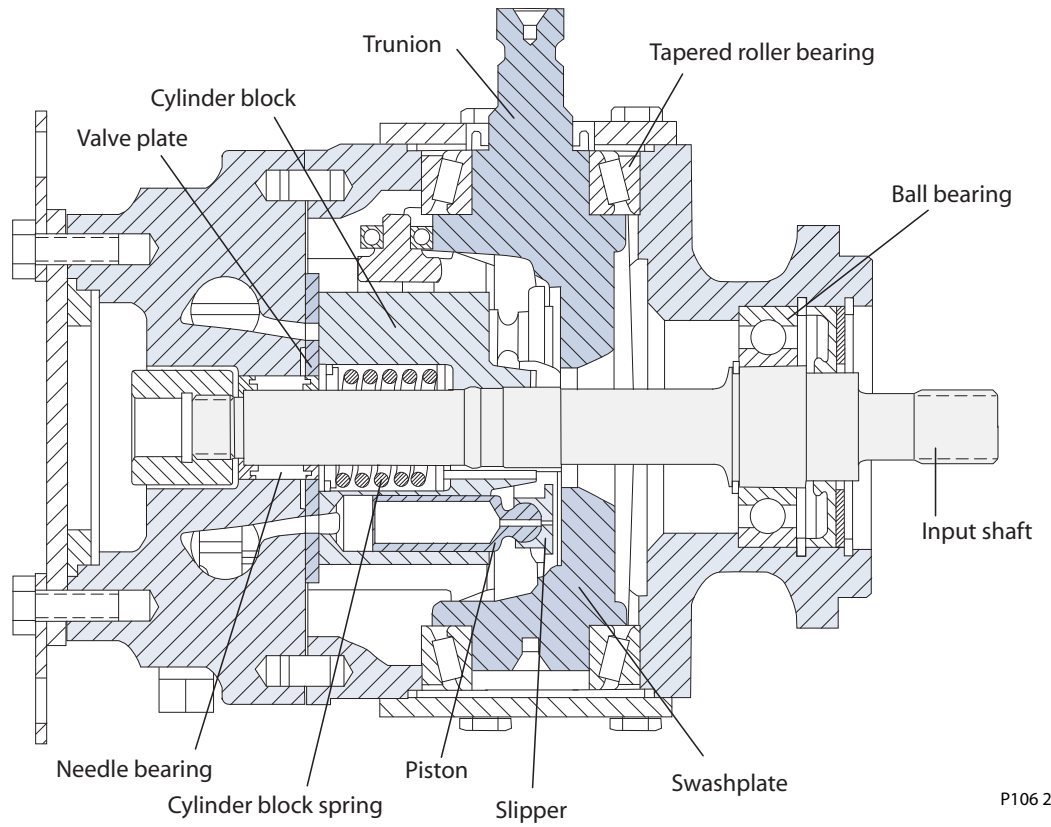 Trunion
Tapered roller bearing
Cylinder block
Valve plate
Ball bearing
Input shaft
Needle bearing
Piston
Swashplate
Cylinder block spring
Slipper
P106 2